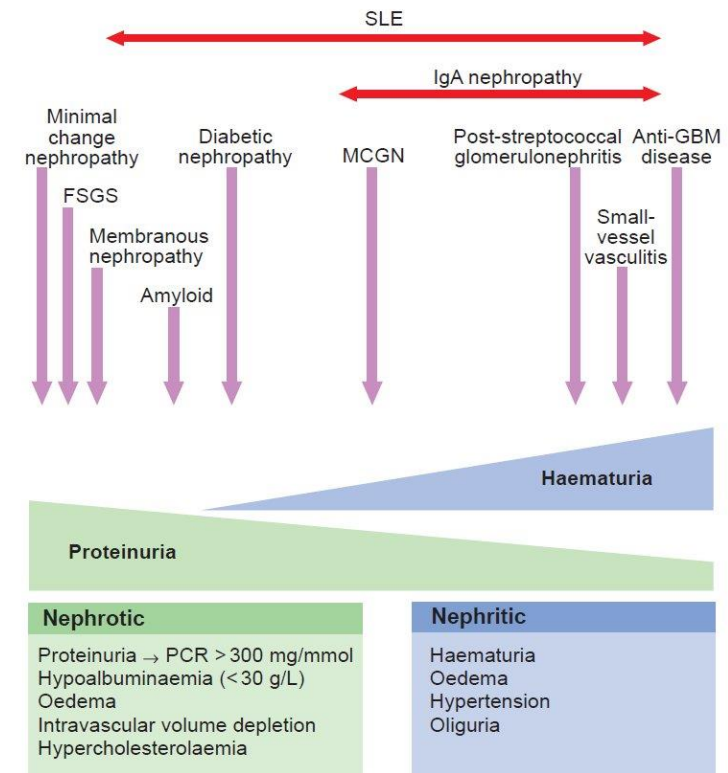 SLE
IgA nephropathy
Minimal
change
nephropathy
FSGS
Membranous
nephropathy
Amyloid
Diabetic
nephropathy
MCGN
Post-streptococcal
glomerulonephritis
Small-
vessel
vasculitis
Anti-GBM
disease
Haematuria
Proteinuria
Nephrotic
Proteinuria → PCR > 300 mg/mmol
Hypoalbuminaemia (< 30 g/L)
Oedema
Intravascular volume depletion
Hypercholesterolaemia
Nephritic
Haematuria
Oedema
Hypertension
Oliguria